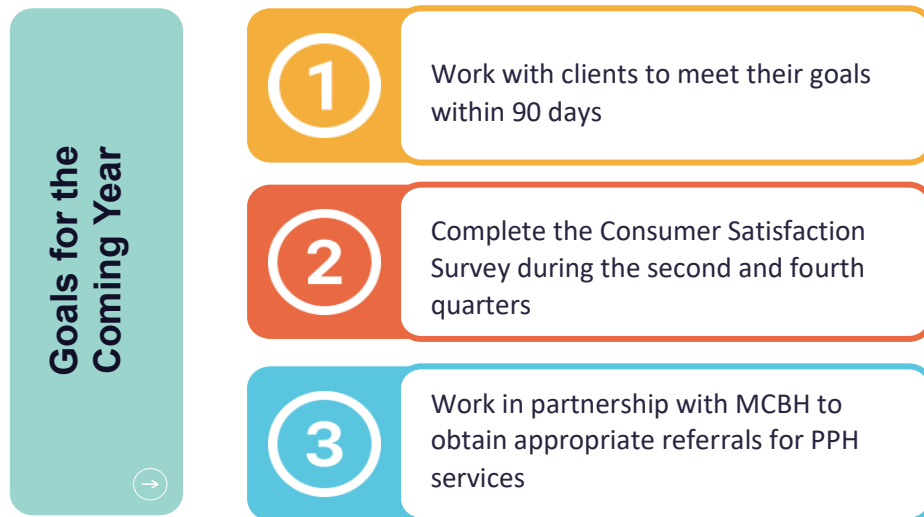 Goals for the
Coming Year
1
Work with clients to meet their goals
within 90 days
2
Complete the Consumer Satisfaction
Survey during the second and fourth
quarters
3
Work in partnership with MCBH to
obtain appropriate referrals for PPH
services